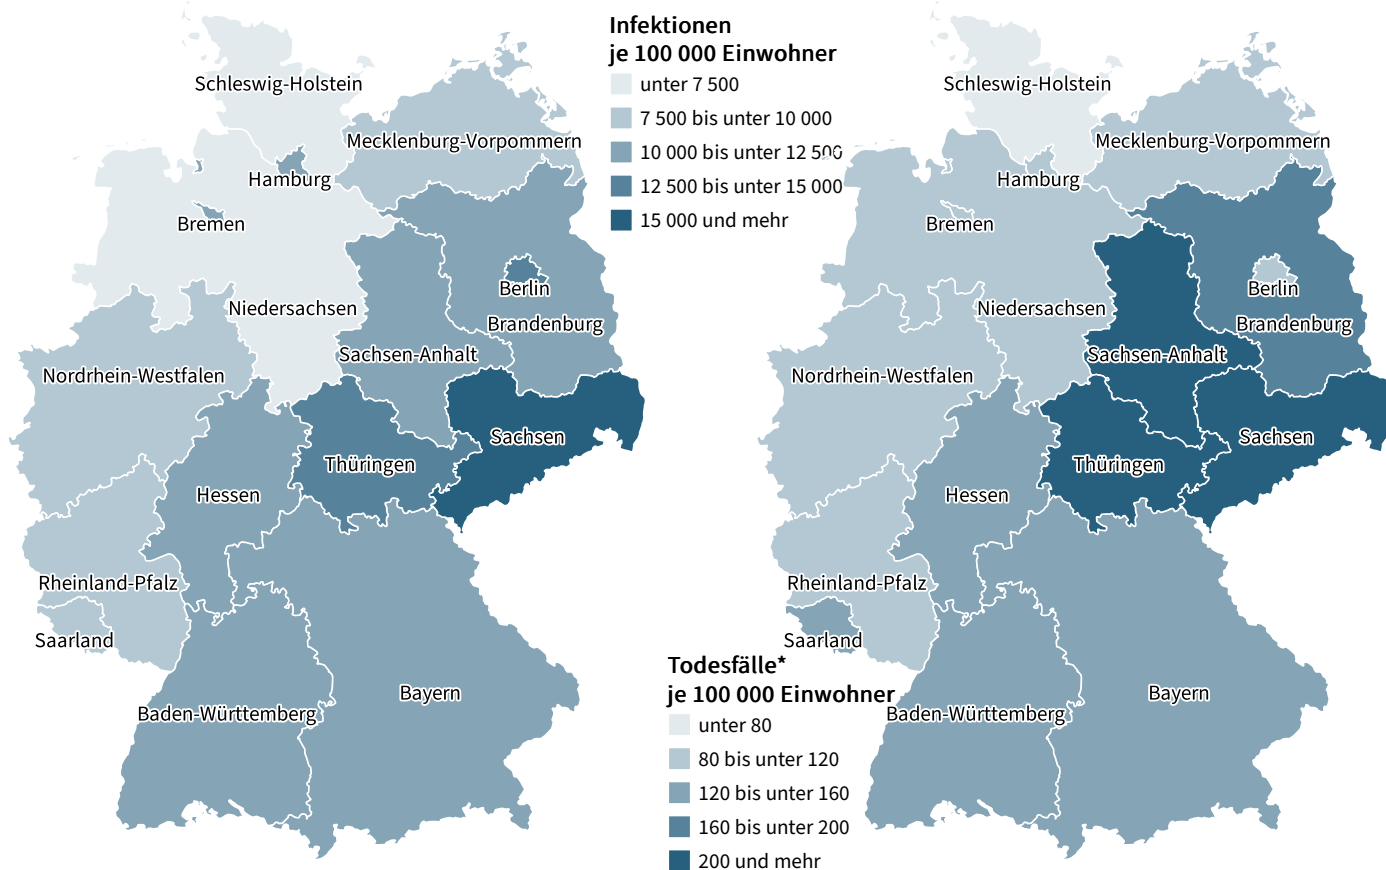 Infektionen
je 100 000 Einwohner
unter 7 500
7 500 bis unter 10 000
10 000 bis unter 12 500
12 500 bis unter 15 000
15 000 und mehr
Schleswig-Holstein
Mecklenburg-Vorpommern
Hamburg
Bremen
Berlin
Niedersachsen
Brandenburg
Sachsen-Anhalt
Nordrhein-Westfalen
Sachsen
Thüringen
Hessen
Rheinland-Pfalz
Saarland
Bayern
Baden-Württemberg
Schleswig-Holstein
Mecklenburg-Vorpommern
Hamburg
Bremen
Berlin
Niedersachsen
Brandenburg
Sachsen-Anhalt
Nordrhein-Westfalen
Sachsen
Thüringen
Hessen
Rheinland-Pfalz
Saarland
Bayern
Baden-Württemberg
Todesfälle*
je 100 000 Einwohner
unter 80
80 bis unter 120
120 bis unter 160
160 bis unter 200
200 und mehr